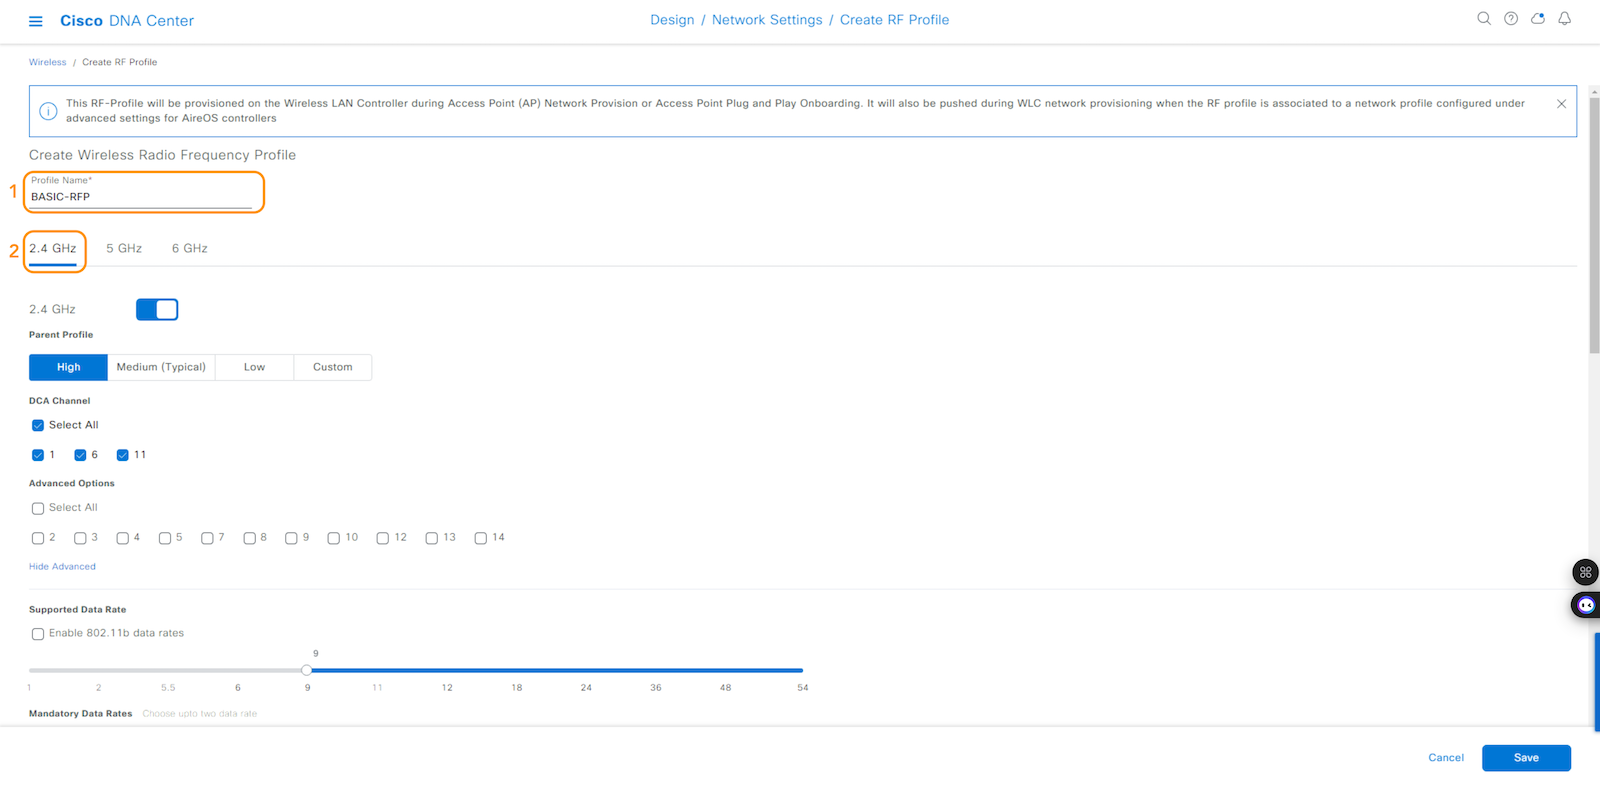 Cisco DNA Center
Design / Network Settings / Create RF Profile
Wireless / Create RF Profile
This RF-Profile will be provisioned on the Wireless LAN Controller during Access Point (AP) Network Provision or Access Point Plug and Play Onboarding. It will also be pushed during WLC network provisioning when the RF profile is associated to a network profile configured under
advanced settings for AireOS controllers
Create Wireless Radio Frequency Profile
1
Profile Name*
BASIC-RFP
2
2.4 GHz 5 GHz 6 GHz
2.4 GHz
Parent Profile
High Medium (Typical) Low Custom
DCA Channel
Select All
1 6 11
Advanced Options
Select All
2 3 4 5 7 8 9 10 12 13 14
Hide Advanced
Supported Data Rate
Enable 802.11b data rates
9
1 2 5.5 6 9 11 12 18 24 36 48 54
Mandatory Data Rates Choose upto two data rate
Cancel Save